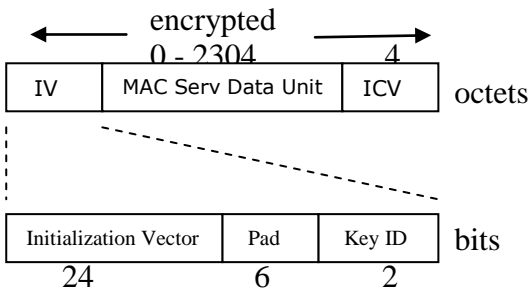 encrypted
0 - 2304 4
IV MAC Serv Data Unit ICV octets
Initialization Vector Pad Key ID bits
24 6 2